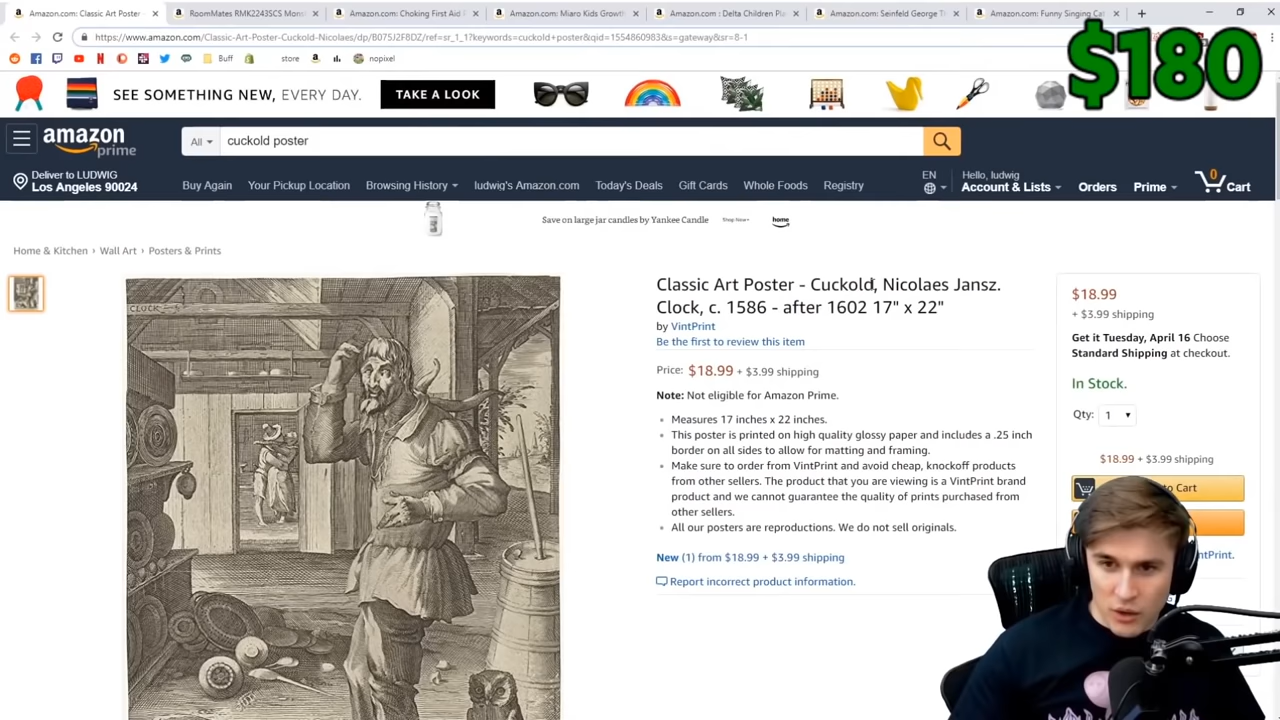 Amazon.com: Classic Art Poster -
RoomMates RMK2243SCS Mons
Amazon.com: Choking First Aid
Amazon.com: Miaro Kids Growth
Amazon.com : Delta Children Pla
Amazon.com: Seinfeld George T
Amazon.com: Funny Singing Ca
https://www.amazon.com/Classic-Art-Poster-Cuckold-Nicolaes/dp/B075J2F8DZ/ref=sr_1_1?keywords=cuckold+poster&qid=1554860983&s=gateway&sr=8-1
Buff
store
nopixel
$180
SEE SOMETHING NEW, EVERY DAY.
TAKE A LOOK
amazon
prime
All
cuckold poster
Deliver to LUDWIG
Los Angeles 90024
Buy Again
Your Pickup Location
Browsing History
ludwig's Amazon.com
Today's Deals
Gift Cards
Whole Foods
Registry
EN
Hello, ludwig
Account & Lists
Orders
Prime
0
Cart
Save on large jar candles by Yankee Candle
Shop Now
home
Home & Kitchen › Wall Art › Posters & Prints
CLOCK
Classic Art Poster - Cuckold, Nicolaes Jansz.
Clock, c. 1586 - after 1602 17" x 22"
by VintPrint
Be the first to review this item
Price: $18.99 + $3.99 shipping
Note: Not eligible for Amazon Prime.
• Measures 17 inches x 22 inches.
• This poster is printed on high quality glossy paper and includes a .25 inch
border on all sides to allow for matting and framing.
• Make sure to order from VintPrint and avoid cheap, knockoff products
from other sellers. The product that you are viewing is a VintPrint brand
product and we cannot guarantee the quality of prints purchased from
other sellers.
• All our posters are reproductions. We do not sell originals.
New (1) from $18.99 + $3.99 shipping
Report incorrect product information.
$18.99
+ $3.99 shipping
Get it Tuesday, April 16 Choose
Standard Shipping at checkout.
In Stock.
Qty: 1
$18.99 + $3.99 shipping
to Cart
ntPrint.